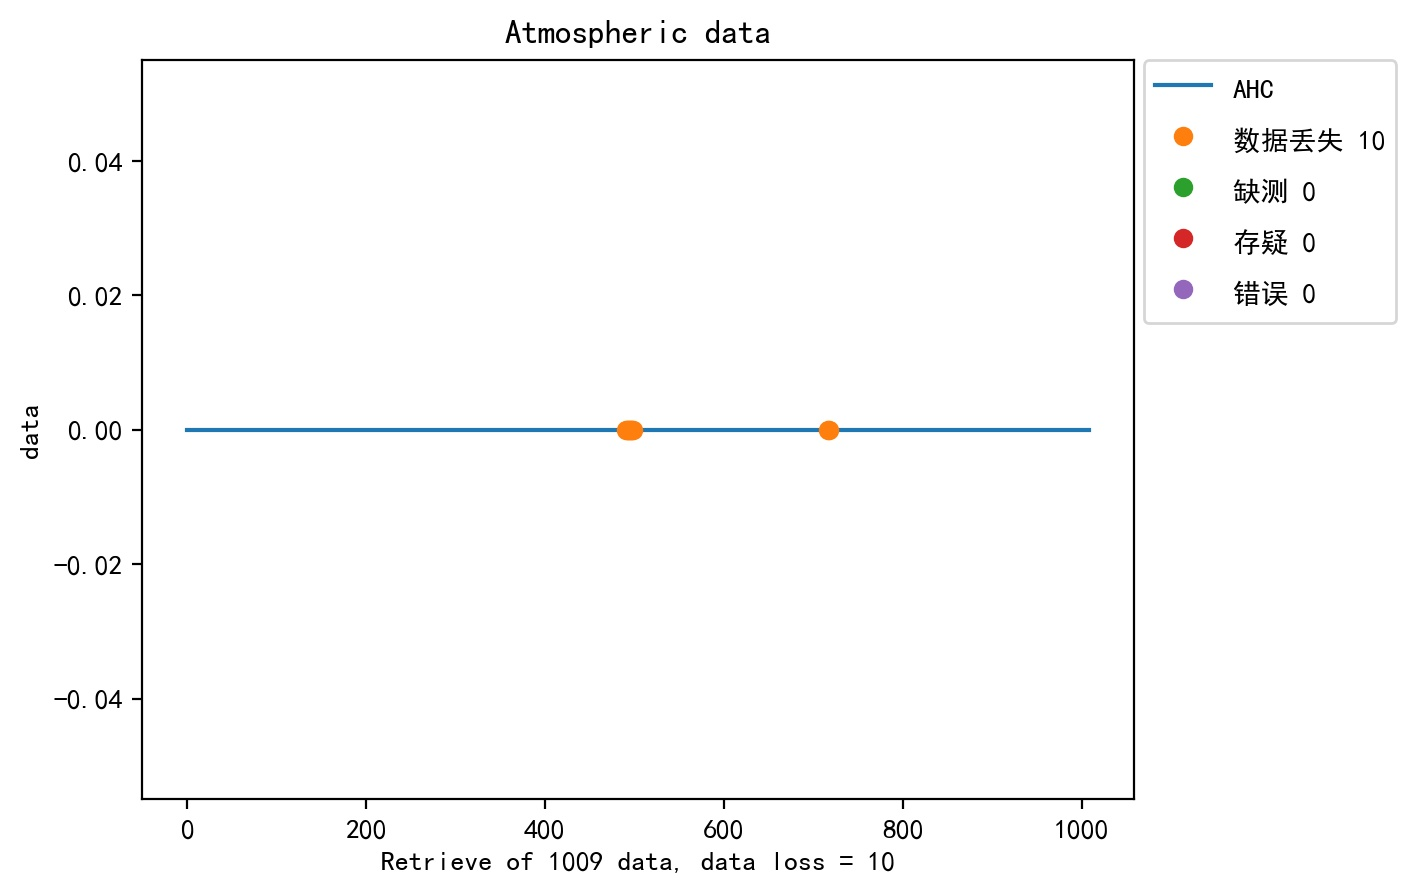 Atmospheric data
AHC
数据丢失 10
缺测 0
存疑 0
错误 0
data
0.04
0.02
0.00
−0.02
−0.04
0
200
400
600
800
1000
Retrieve of 1009 data, data loss = 10